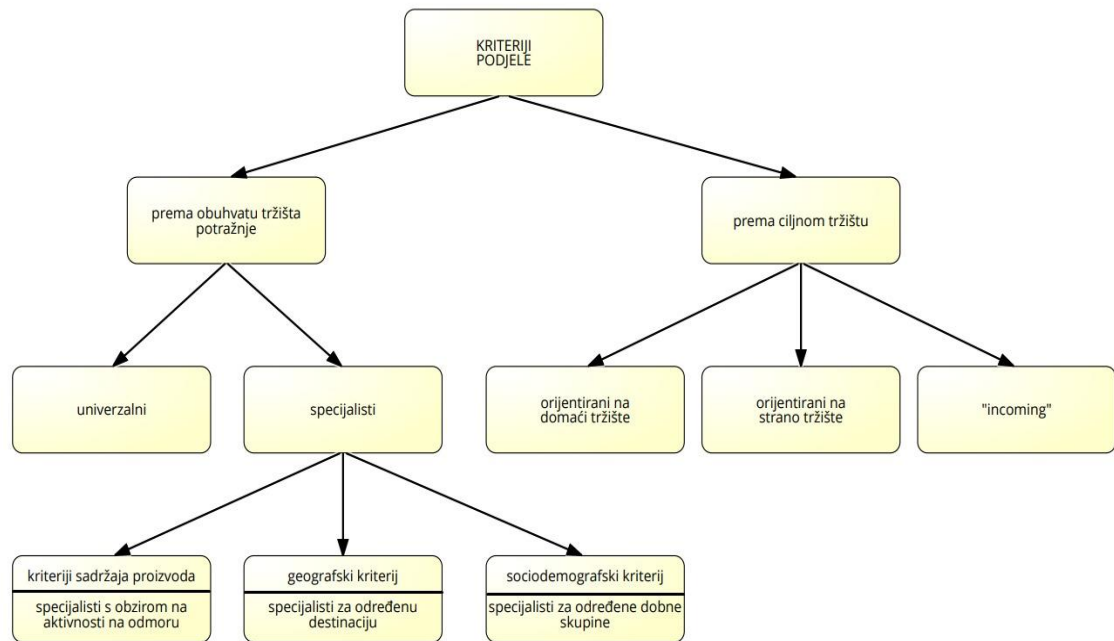 KRITERIJI
PODJELE
prema obuhvatu tržišta
potražnje
prema ciljnom tržištu
univerzalni
specijalisti
orijentirani na
domaći tržište
orijentirani na
strano tržište
"incoming"
kriteriji sadržaja proizvoda
specijalisti s obzirom na
aktivnosti na odmoru
geografski kriterij
specijalisti za određenu
destinaciju
sociodemografski kriterij
specijalisti za određene dobne
skupine